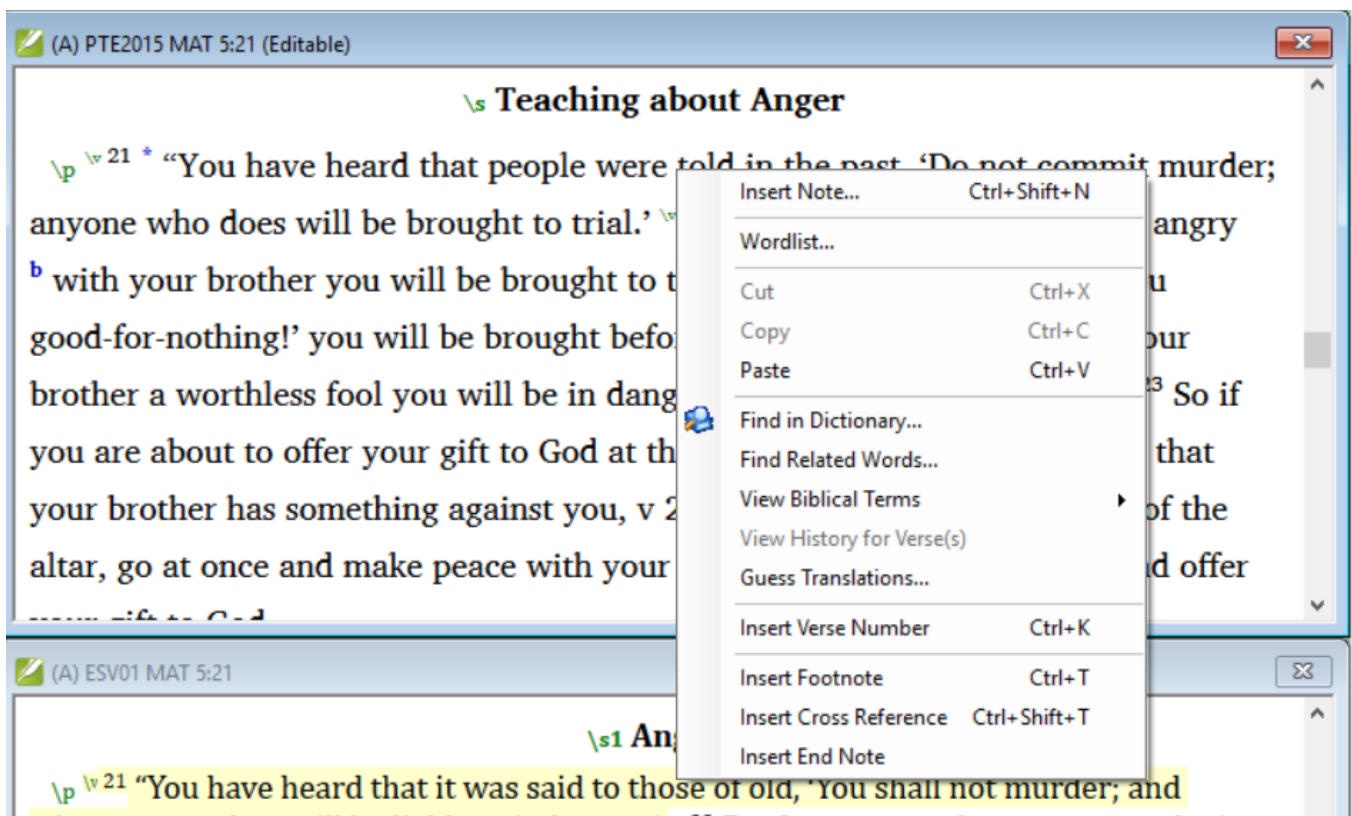 (A) PTE2015 MAT 5:21 (Editable)
\s Teaching about Anger
\p \v 21 * “You have heard that people were told in the past, ‘Do not commit murder;
anyone who does will be brought to trial.’ \v angry
b with your brother you will be brought to t u
good-for-nothing!’ you will be brought befo our
brother a worthless fool you will be in dang 23 So if
you are about to offer your gift to God at th that
your brother has something against you, v 2 of the
altar, go at once and make peace with your d offer
your gift to God
Insert Note... Ctrl+Shift+N
Wordlist...
Cut Ctrl+X
Copy Ctrl+C
Paste Ctrl+V
Find in Dictionary...
Find Related Words...
View Biblical Terms
View History for Verse(s)
Guess Translations...
Insert Verse Number Ctrl+K
Insert Footnote Ctrl+T
Insert Cross Reference Ctrl+Shift+T
Insert End Note
(A) ESV01 MAT 5:21
\s1 Ang
\p \v 21 “You have heard that it was said to those of old, ‘You shall not murder; and